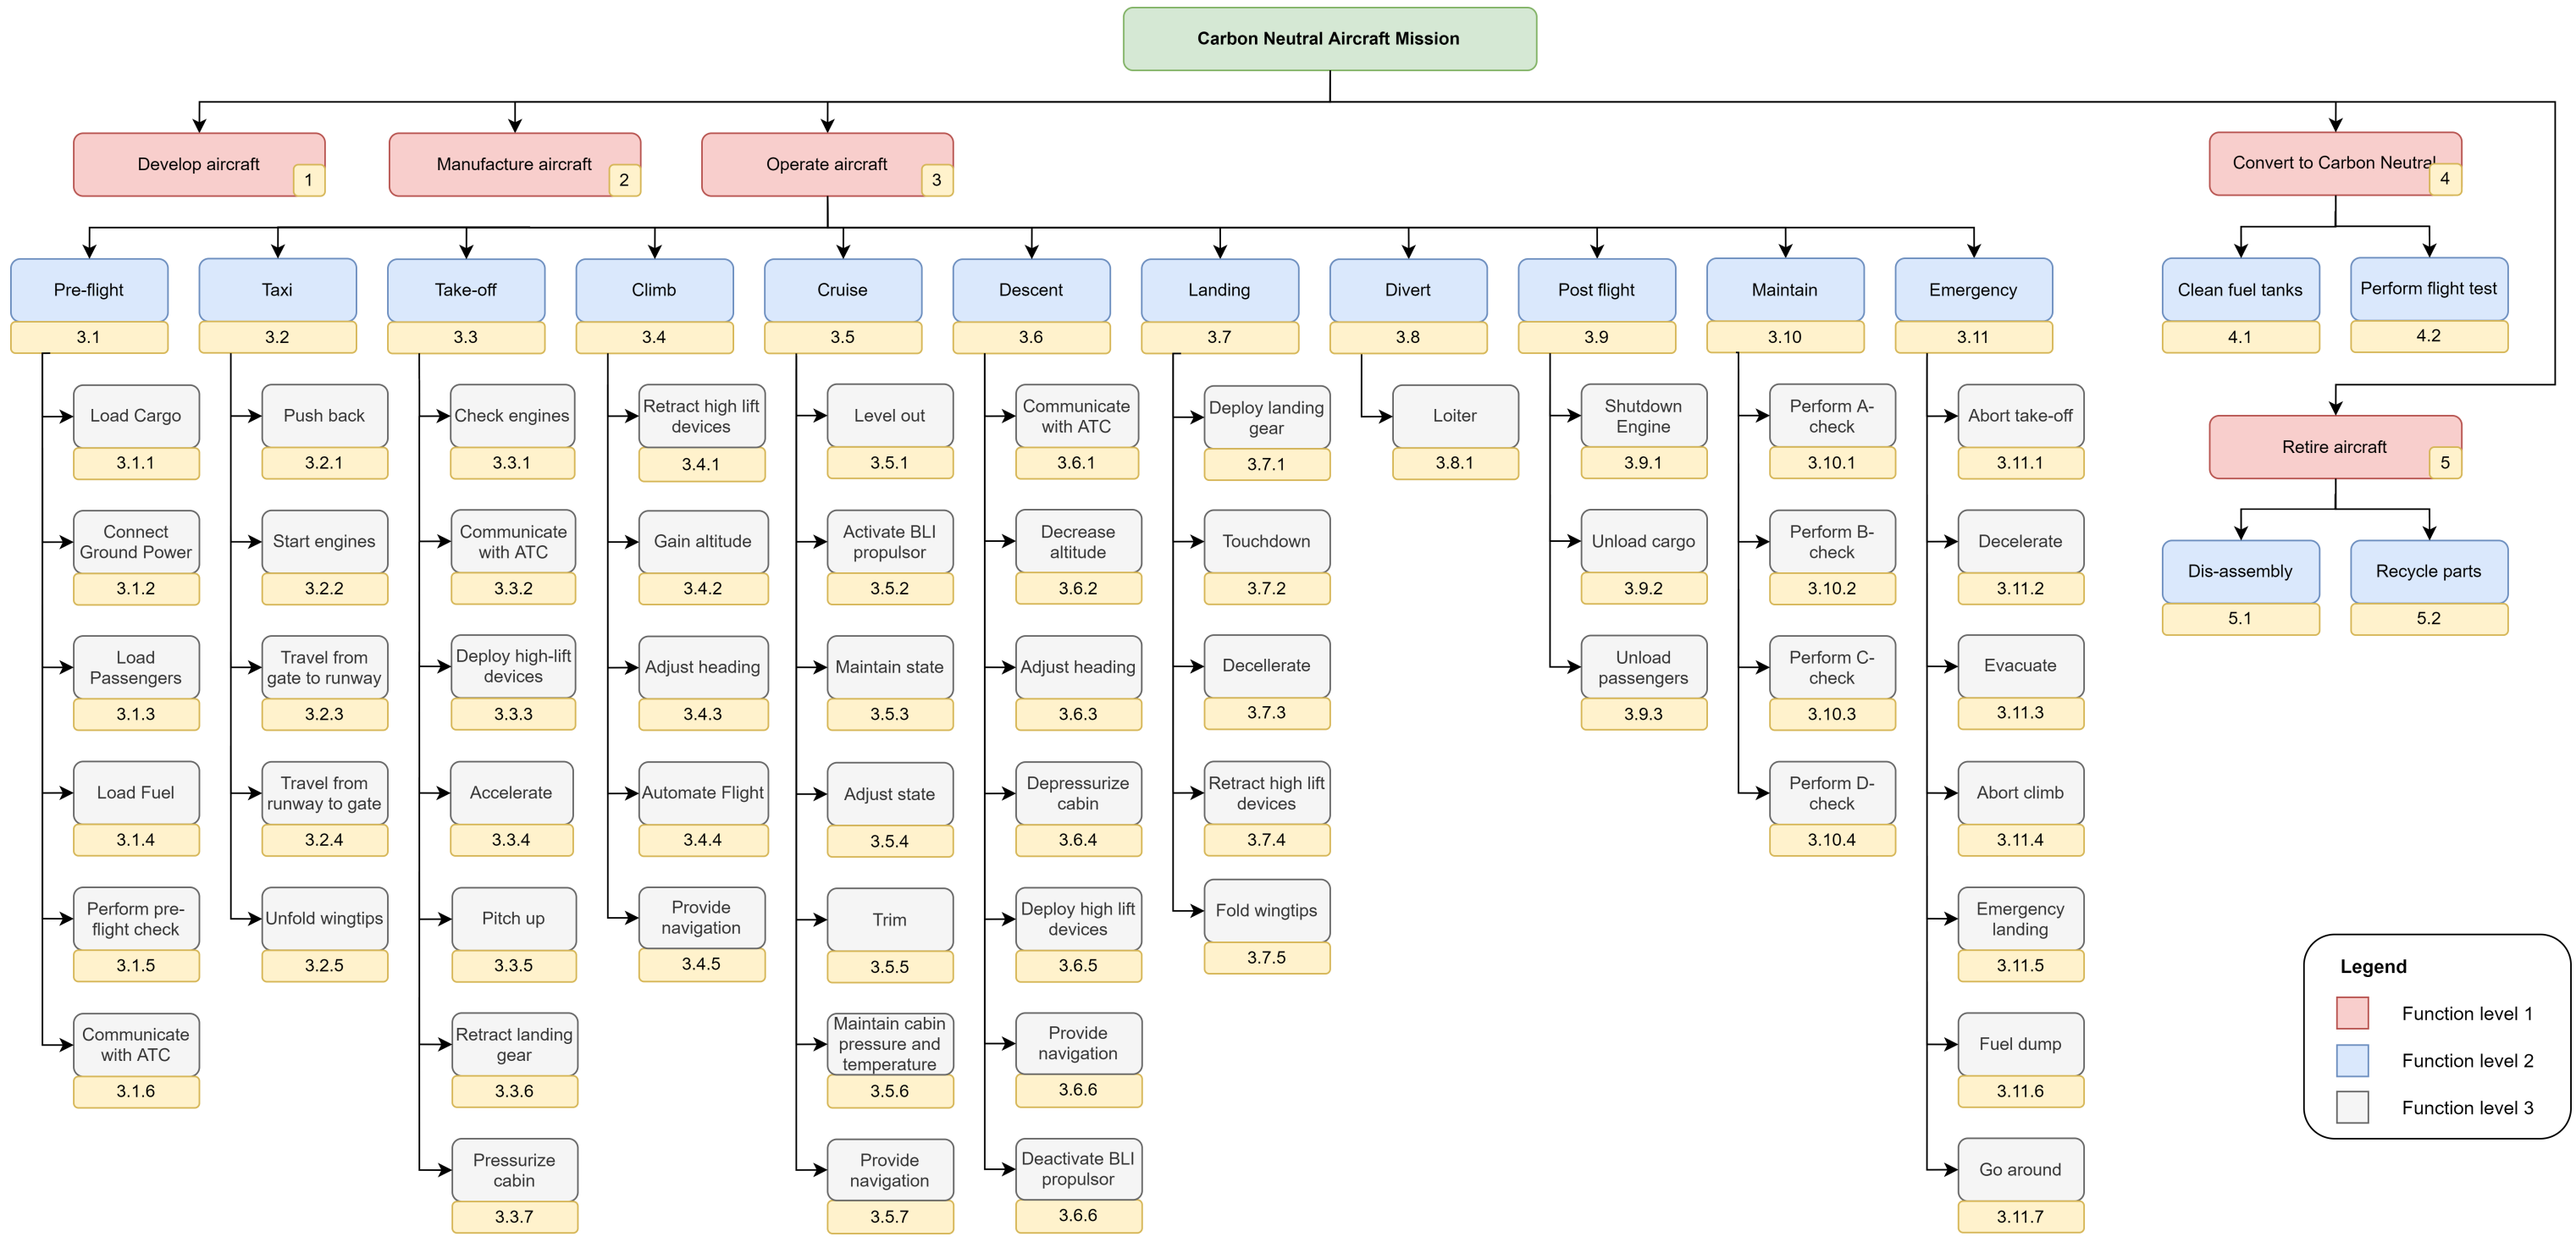 Carbon Neutral Aircraft Mission
Develop aircraft
1
Manufacture aircraft
2
Operate aircraft
3
Convert to Carbon Neutral
4
Pre-flight
3.1
Taxi
3.2
Take-off
3.3
Climb
3.4
Cruise
3.5
Descent
3.6
Landing
3.7
Divert
3.8
Post flight
3.9
Maintain
3.10
Emergency
3.11
Clean fuel tanks
4.1
Perform flight test
4.2
Load Cargo
3.1.1
Connect
Ground Power
3.1.2
Load
Passengers
3.1.3
Load Fuel
3.1.4
Perform pre-
flight check
3.1.5
Communicate
with ATC
3.1.6
Push back
3.2.1
Start engines
3.2.2
Travel from
gate to runway
3.2.3
Travel from
runway to gate
3.2.4
Unfold wingtips
3.2.5
Check engines
3.3.1
Communicate
with ATC
3.3.2
Deploy high-lift
devices
3.3.3
Accelerate
3.3.4
Pitch up
3.3.5
Retract landing
gear
3.3.6
Pressurize
cabin
3.3.7
Retract high lift
devices
3.4.1
Gain altitude
3.4.2
Adjust heading
3.4.3
Automate Flight
3.4.4
Provide
navigation
3.4.5
Level out
3.5.1
Activate BLI
propulsor
3.5.2
Maintain state
3.5.3
Adjust state
3.5.4
Trim
3.5.5
Maintain cabin
pressure and
temperature
3.5.6
Provide
navigation
3.5.7
Communicate
with ATC
3.6.1
Decrease
altitude
3.6.2
Adjust heading
3.6.3
Depressurize
cabin
3.6.4
Deploy high lift
devices
3.6.5
Provide
navigation
3.6.6
Deactivate BLI
propulsor
3.6.6
Deploy landing
gear
3.7.1
Touchdown
3.7.2
Decellerate
3.7.3
Retract high lift
devices
3.7.4
Fold wingtips
3.7.5
Loiter
3.8.1
Shutdown
Engine
3.9.1
Unload cargo
3.9.2
Unload
passengers
3.9.3
Perform A-
check
3.10.1
Perform B-
check
3.10.2
Perform C-
check
3.10.3
Perform D-
check
3.10.4
Abort take-off
3.11.1
Decelerate
3.11.2
Evacuate
3.11.3
Abort climb
3.11.4
Emergency
landing
3.11.5
Fuel dump
3.11.6
Go around
3.11.7
Retire aircraft
5
Dis-assembly
5.1
Recycle parts
5.2
Legend
Function level 1
Function level 2
Function level 3